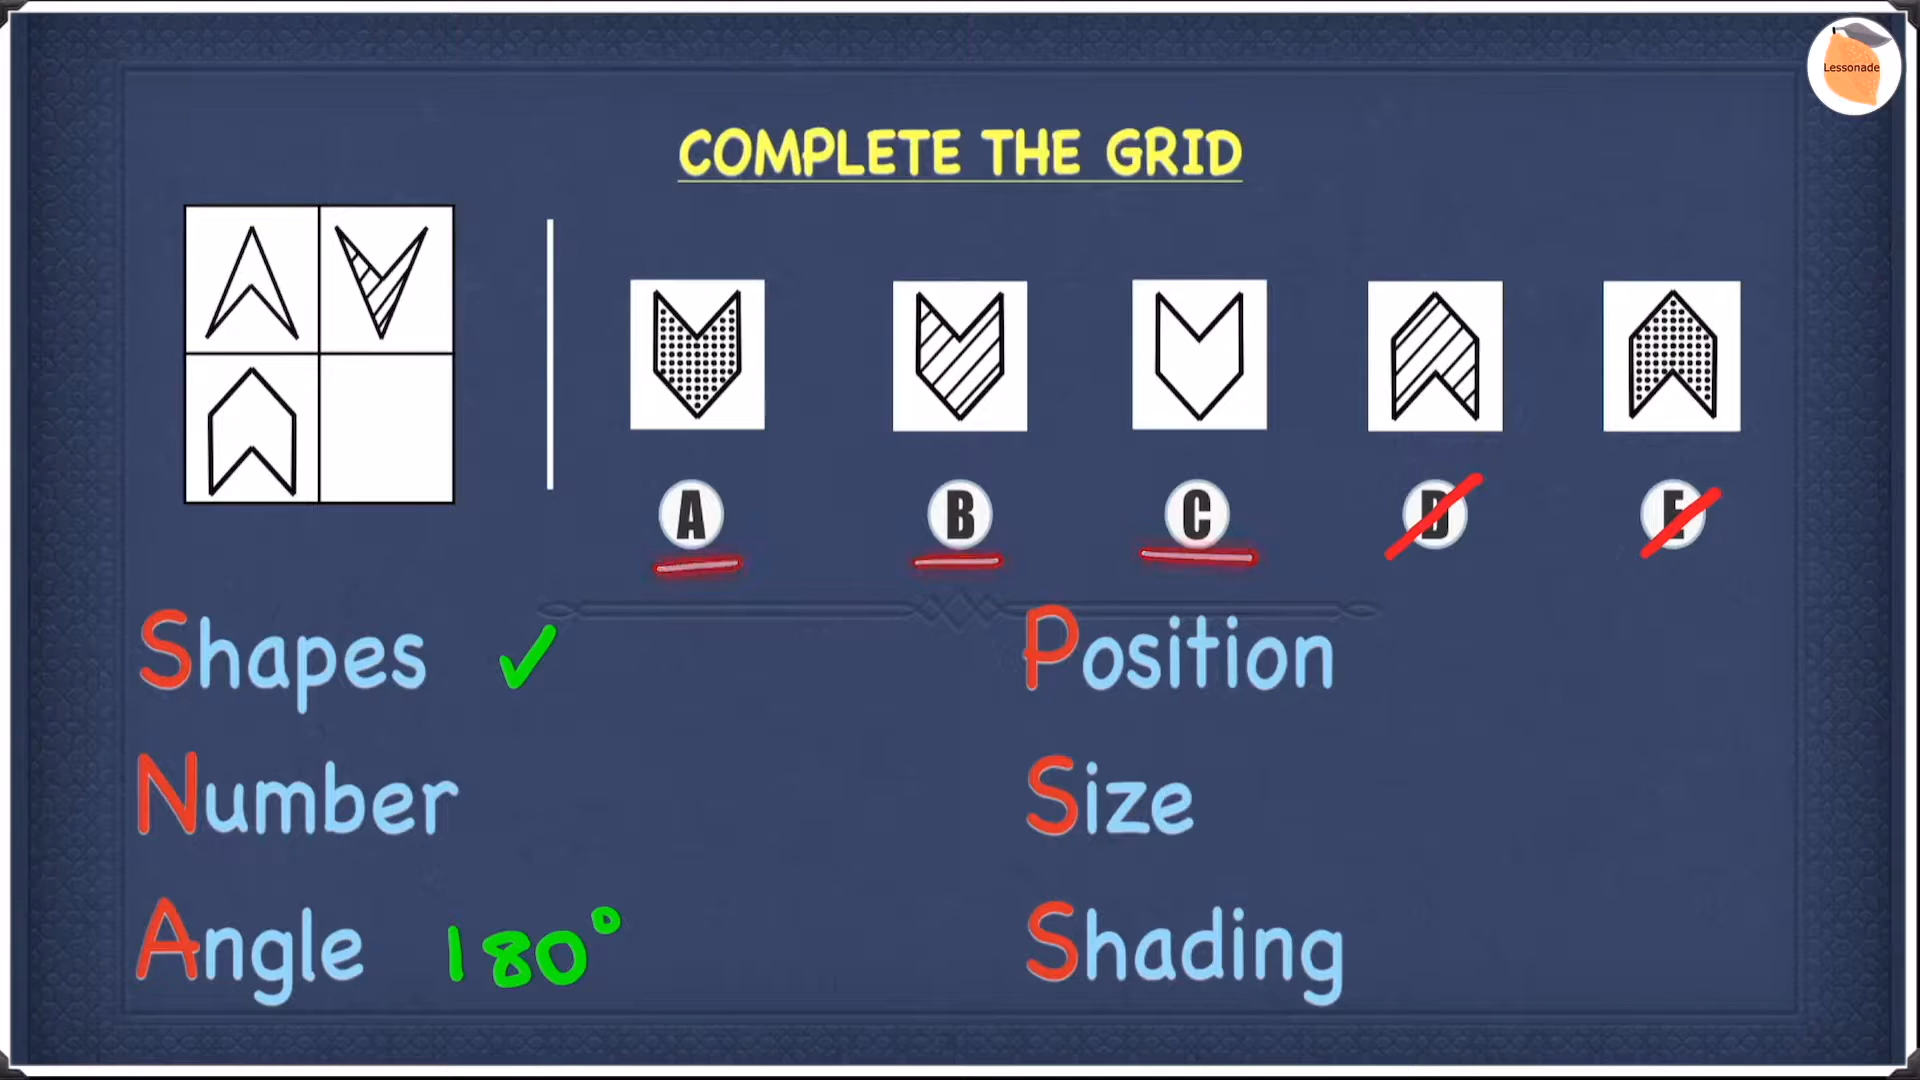 Lessonade
COMPLETE THE GRID
A B C D E
Shapes ✓
Position
Number
Size
Angle 180°
Shading